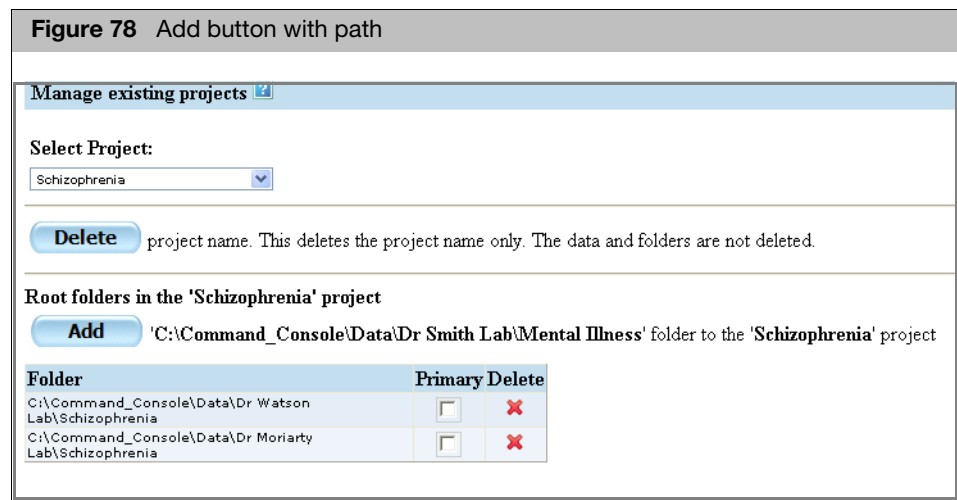 Figure 78 Add button with path
Manage existing projects ?
Select Project:
Schizophrenia
Delete project name. This deletes the project name only. The data and folders are not deleted.
Root folders in the 'Schizophrenia' project
Add 'C:\Command_Console\Data\Dr Smith Lab\Mental Illness' folder to the 'Schizophrenia' project
Folder Primary Delete
C:\Command_Console\Data\Dr Watson
Lab\Schizophrenia
C:\Command_Console\Data\Dr Moriarty
Lab\Schizophrenia